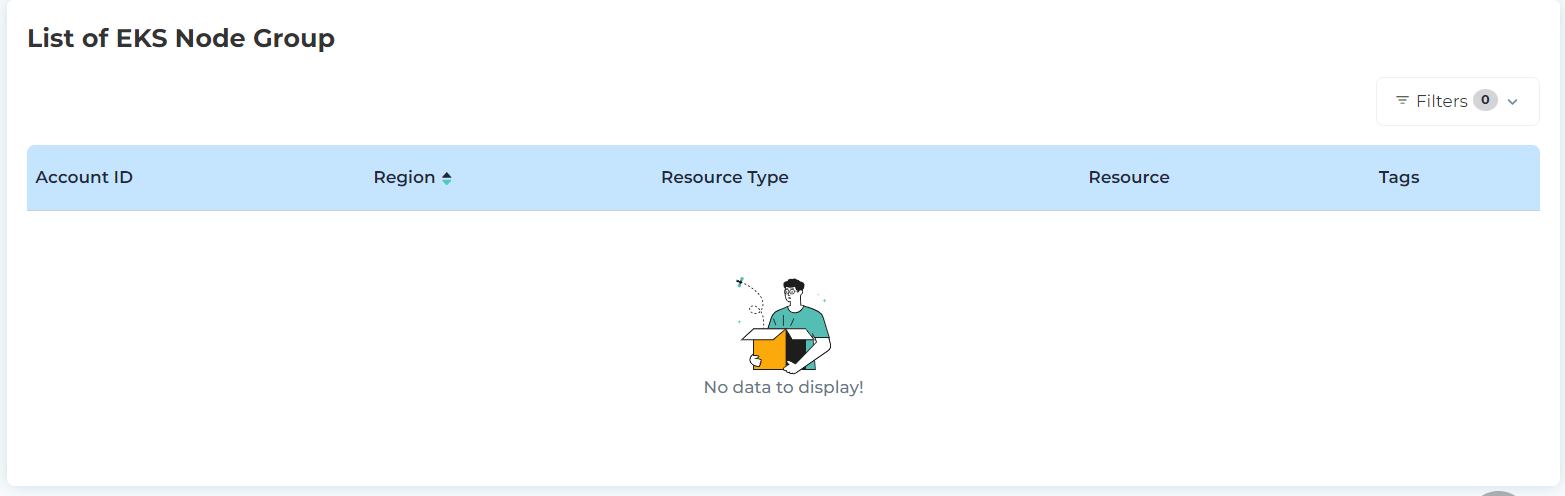 List of EKS Node Group
Filters 0
Account ID Region Resource Type Resource Tags
No data to display!